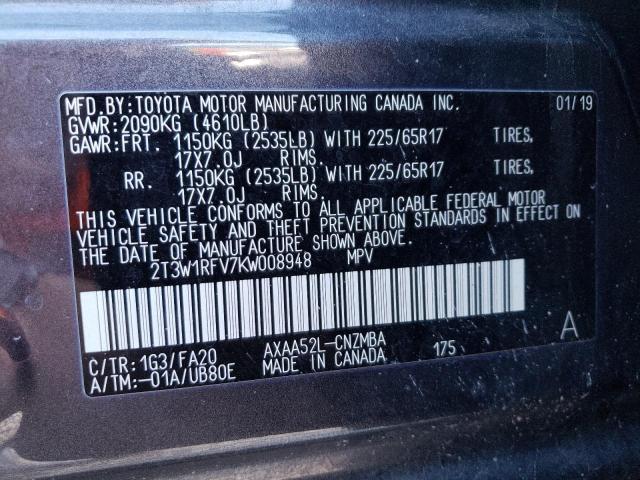 MFD.BY:TOYOTA MOTOR MANUFACTURING CANADA INC. 01/19
GVWR:2090KG (4610LB)
GAWR:FRT. 1150KG (2535LB) WITH 225/65R17 TIRES,
17X7.0J RIMS.
RR. 1150KG (2535LB) WITH 225/65R17 TIRES,
17X7.0J RIMS.
THIS VEHICLE CONFORMS TO ALL APPLICABLE FEDERAL MOTOR
VEHICLE SAFETY AND THEFT PREVENTION STANDARDS IN EFFECT ON
THE DATE OF MANUFACTURE SHOWN ABOVE.
2T3W1RFV7KW008948 MPV
C/TR:1G3/FA20 AXAA52L-CNZMBA 175 A
A/TM:-01A/UB80E MADE IN CANADA